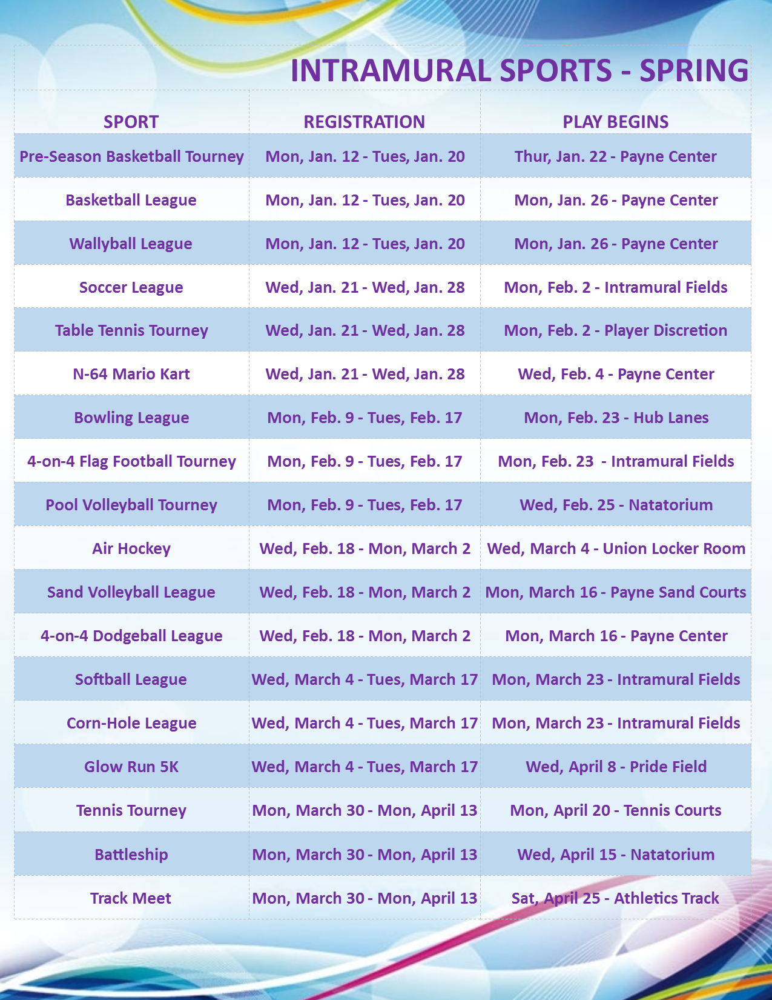 INTRAMURAL SPORTS - SPRING
SPORT REGISTRATION PLAY BEGINS
Pre-Season Basketball Tourney Mon, Jan. 12 - Tues, Jan. 20 Thur, Jan. 22 - Payne Center
Basketball League Mon, Jan. 12 - Tues, Jan. 20 Mon, Jan. 26 - Payne Center
Wallyball League Mon, Jan. 12 - Tues, Jan. 20 Mon, Jan. 26 - Payne Center
Soccer League Wed, Jan. 21 - Wed, Jan. 28 Mon, Feb. 2 - Intramural Fields
Table Tennis Tourney Wed, Jan. 21 - Wed, Jan. 28 Mon, Feb. 2 - Player Discretion
N-64 Mario Kart Wed, Jan. 21 - Wed, Jan. 28 Wed, Feb. 4 - Payne Center
Bowling League Mon, Feb. 9 - Tues, Feb. 17 Mon, Feb. 23 - Hub Lanes
4-on-4 Flag Football Tourney Mon, Feb. 9 - Tues, Feb. 17 Mon, Feb. 23 - Intramural Fields
Pool Volleyball Tourney Mon, Feb. 9 - Tues, Feb. 17 Wed, Feb. 25 - Natatorium
Air Hockey Wed, Feb. 18 - Mon, March 2 Wed, March 4 - Union Locker Room
Sand Volleyball League Wed, Feb. 18 - Mon, March 2 Mon, March 16 - Payne Sand Courts
4-on-4 Dodgeball League Wed, Feb. 18 - Mon, March 2 Mon, March 16 - Payne Center
Softball League Wed, March 4 - Tues, March 17 Mon, March 23 - Intramural Fields
Corn-Hole League Wed, March 4 - Tues, March 17 Mon, March 23 - Intramural Fields
Glow Run 5K Wed, March 4 - Tues, March 17 Wed, April 8 - Pride Field
Tennis Tourney Mon, March 30 - Mon, April 13 Mon, April 20 - Tennis Courts
Battleship Mon, March 30 - Mon, April 13 Wed, April 15 - Natatorium
Track Meet Mon, March 30 - Mon, April 13 Sat, April 25 - Athletics Track